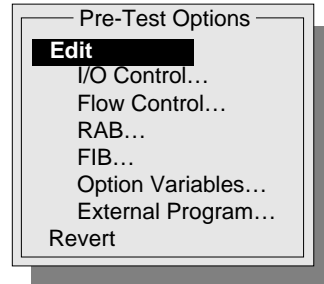 Pre-Test Options
Edit
I/O Control…
Flow Control…
RAB…
FIB…
Option Variables…
External Program…
Revert